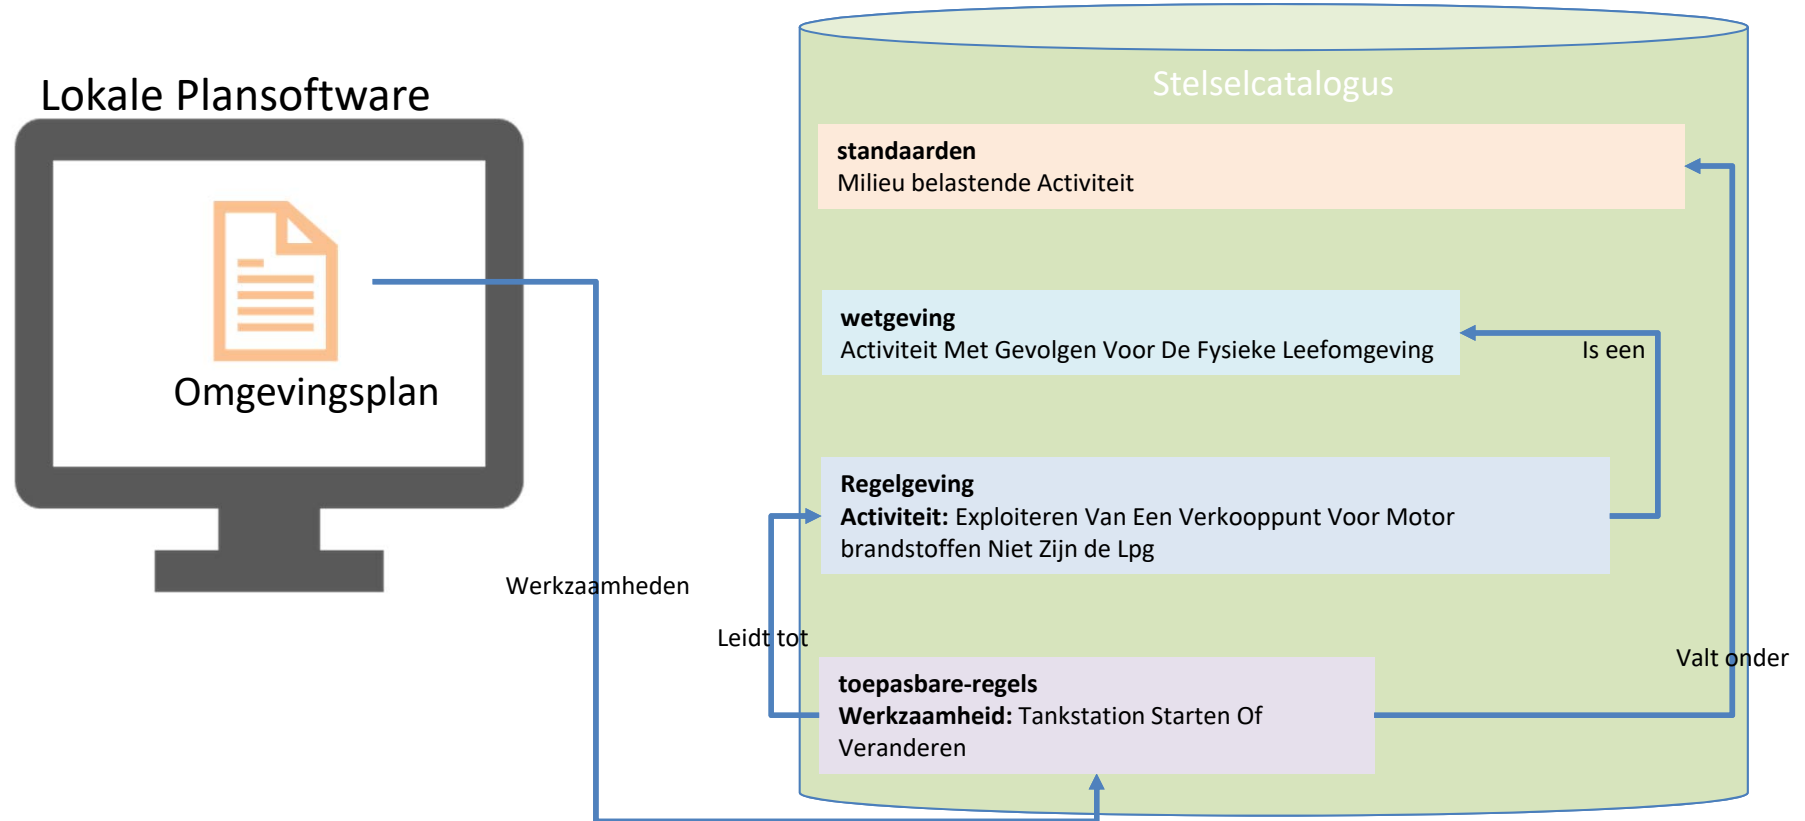 Lokale Plansoftware
Omgevingsplan
Werkzaamheden
Stelselcatalogus
standaarden
Milieu belastende Activiteit
wetgeving
Activiteit Met Gevolgen Voor De Fysieke Leefomgeving
Is een
Regelgeving
Activiteit: Exploiteren Van Een Verkooppunt Voor Motor
brandstoffen Niet Zijn de Lpg
Leidt tot
Valt onder
toepasbare-regels
Werkzaamheid: Tankstation Starten Of
Veranderen